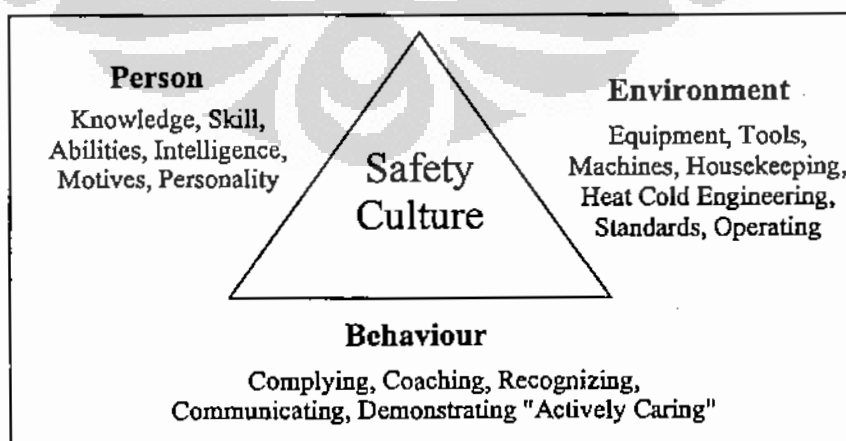 Person
Knowledge, Skill,
Abilities, Intelligence,
Motives, Personality
Safety
Culture
Environment
Equipment, Tools,
Machines, Housekeeping,
Heat Cold Engineering,
Standards, Operating
Behaviour
Complying, Coaching, Recognizing,
Communicating, Demonstrating "Actively Caring"